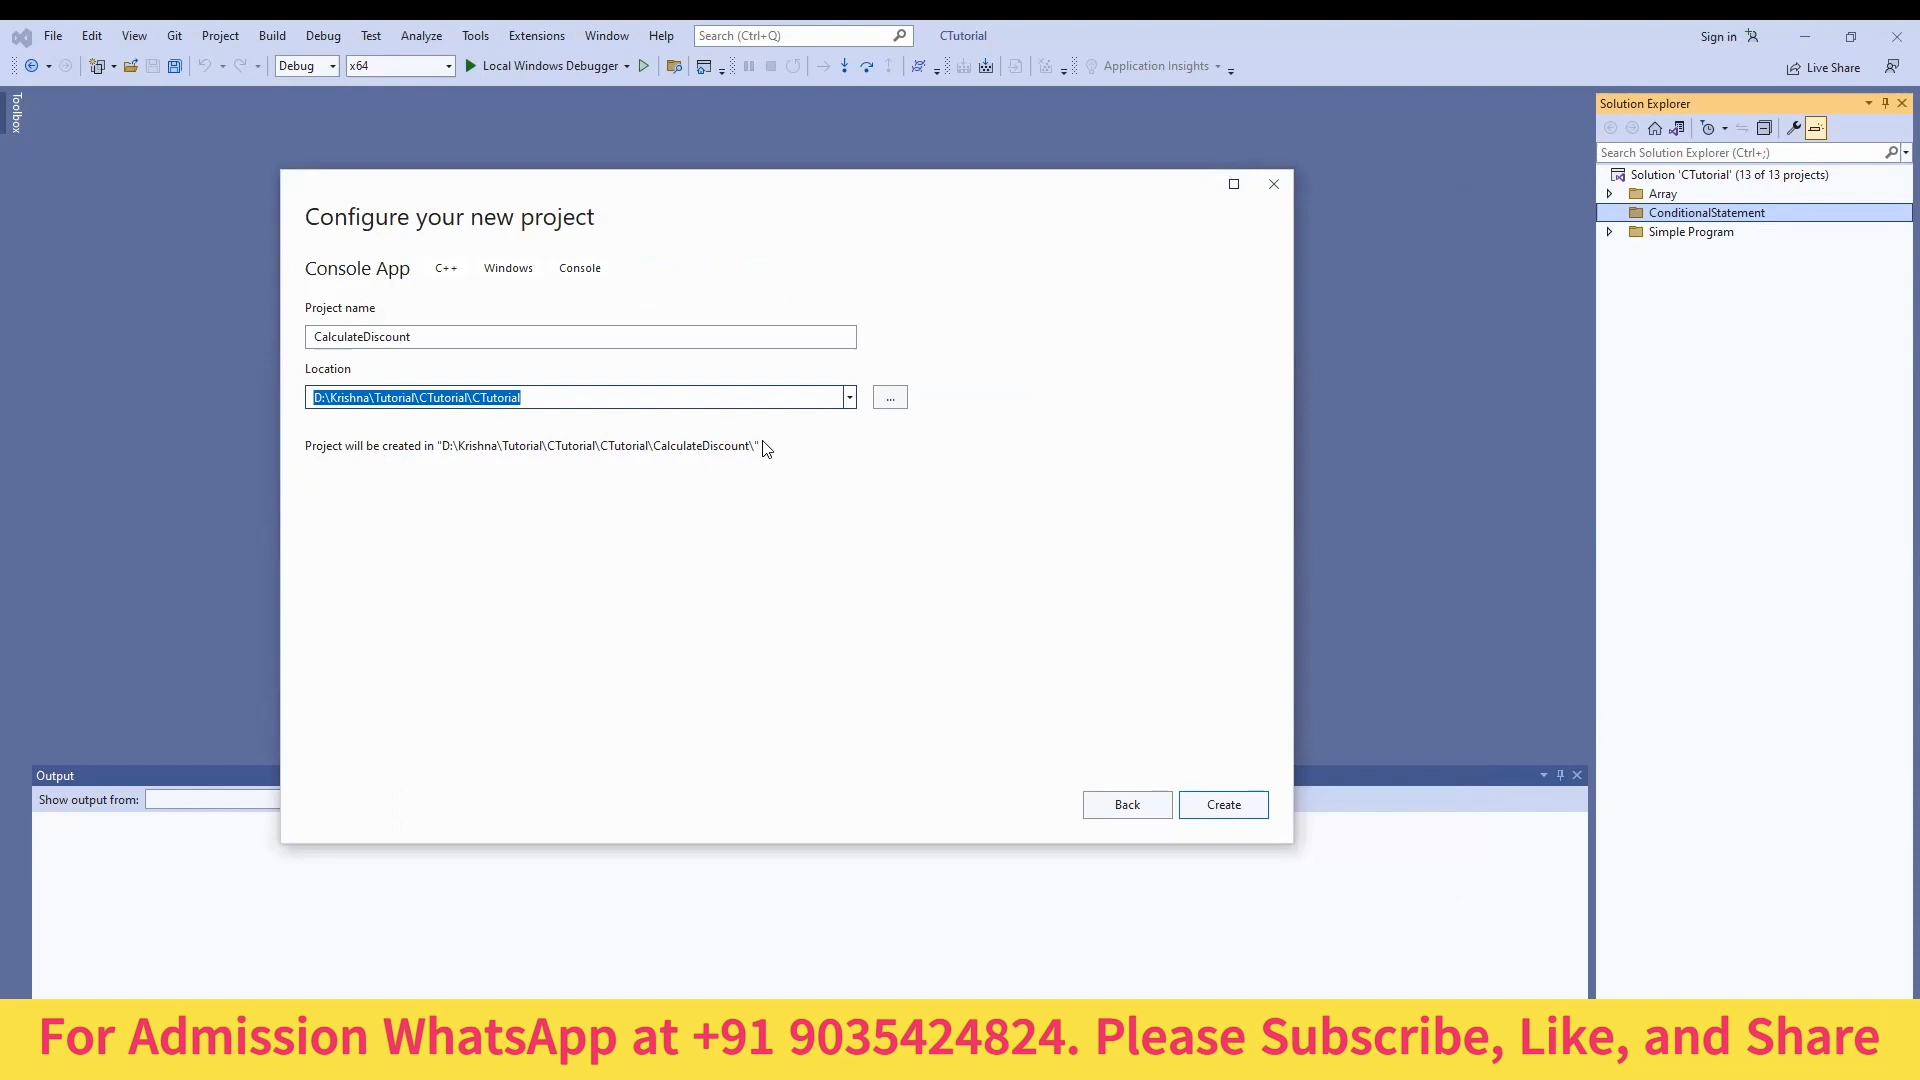 File Edit View Git Project Build Debug Test Analyze Tools Extensions Window Help Search (Ctrl+Q) CTutorial Sign in
Debug x64 Local Windows Debugger Application Insights Live Share
Toolbox
Solution Explorer
Search Solution Explorer (Ctrl+;)
Solution 'CTutorial' (13 of 13 projects)
Array
ConditionalStatement
Simple Program
Configure your new project
Console App C++ Windows Console
Project name
CalculateDiscount
Location
D:\Krishna\Tutorial\CTutorial\CTutorial
...
Project will be created in "D:\Krishna\Tutorial\CTutorial\CTutorial\CalculateDiscount\"
Back Create
Output
Show output from:
For Admission WhatsApp at +91 9035424824. Please Subscribe, Like, and Share